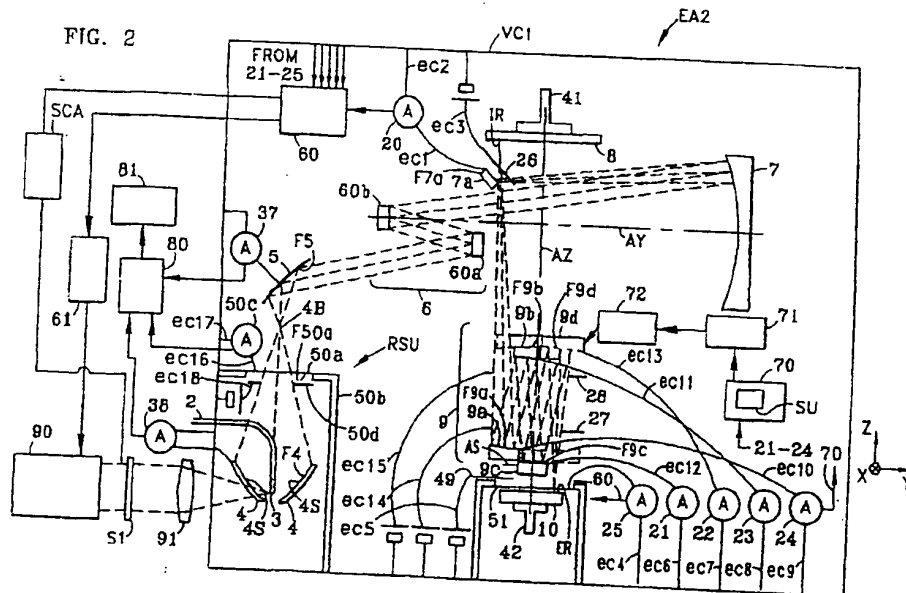 FIG. 2
VC1
EA2
FROM
21-25
ec2
41
SCA
A
20
ec3
IR
8
60
ec1
26
F7a
7a
7
81
60b
37
A
F5
5
AY
60a
AZ
61
80
50c
6
F9b
F9d
9b
9d
72
71
4B
ec17
A
F50a
50a
RSU
ec13
ec16
ec11
70
ec18
50b
9
28
SU
2
F9a
9a
38
A
50d
27
21-24
90
F4
ec15
AS
F9c
ec10
70
Z
X
Y
49
9c
ec12
ec14
60
4
4S
3
4S
4
51
10
A
A
A
A
A
S1
91
ec5
42
ER
25
21
22
23
24
ec4
ec6
ec7
ec8
ec9